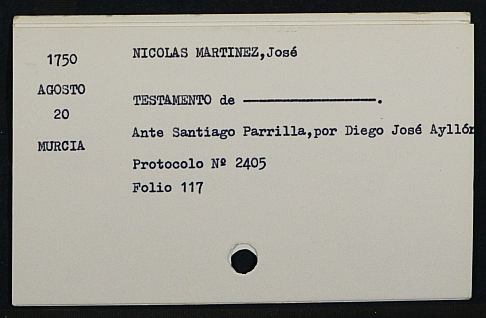 1750
AGOSTO
20
MURCIA
NICOLAS MARTINEZ,José
TESTAMENTO de ————————.
Ante Santiago Parrilla,por Diego José Ayllón
Protocolo Nº 2405
Folio 117